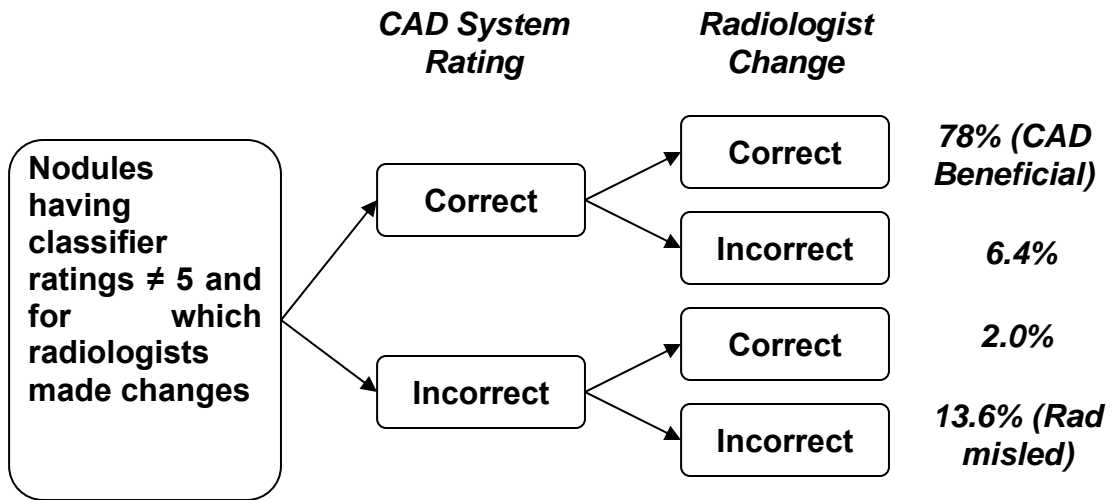 CAD System
Rating
Radiologist
Change
Nodules
having
classifier
ratings ≠ 5 and
for which
radiologists
made changes
Correct
Incorrect
Correct
Incorrect
Correct
Incorrect
78% (CAD
Beneficial)
6.4%
2.0%
13.6% (Rad
misled)